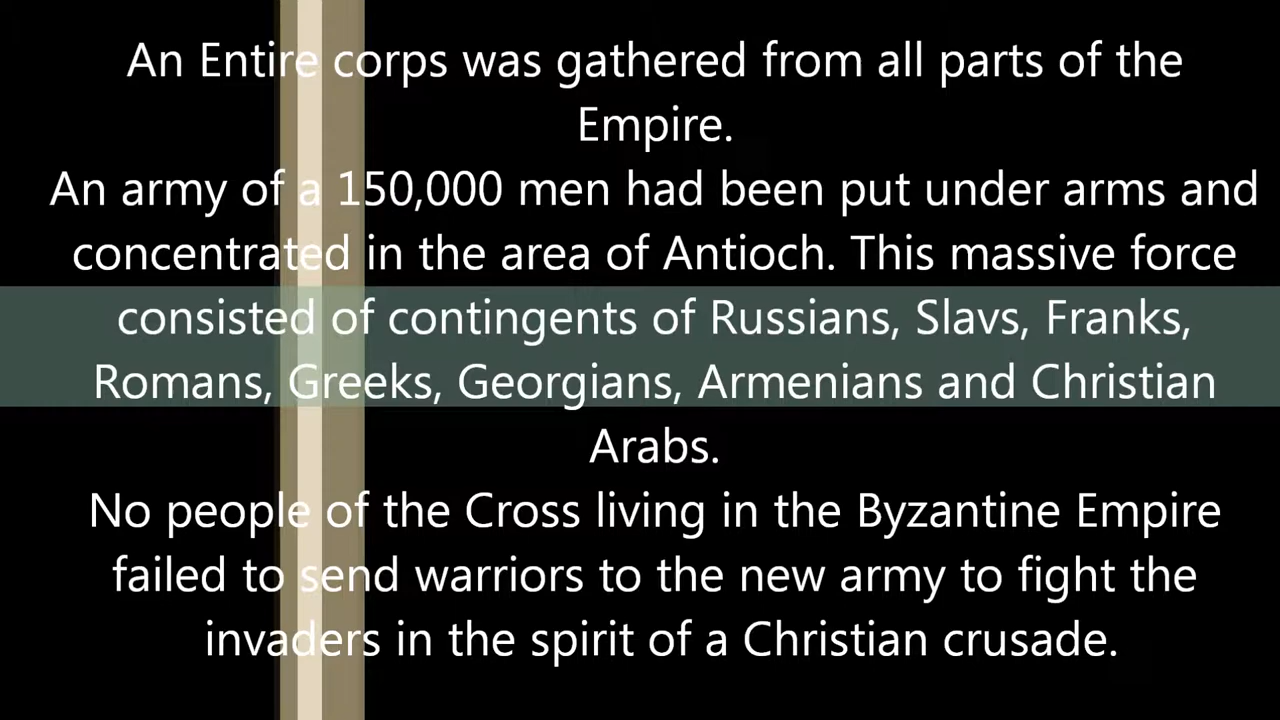 An Entire corps was gathered from all parts of the
Empire.
An army of a 150,000 men had been put under arms and
concentrated in the area of Antioch. This massive force
consisted of contingents of Russians, Slavs, Franks,
Romans, Greeks, Georgians, Armenians and Christian
Arabs.
No people of the Cross living in the Byzantine Empire
failed to send warriors to the new army to fight the
invaders in the spirit of a Christian crusade.